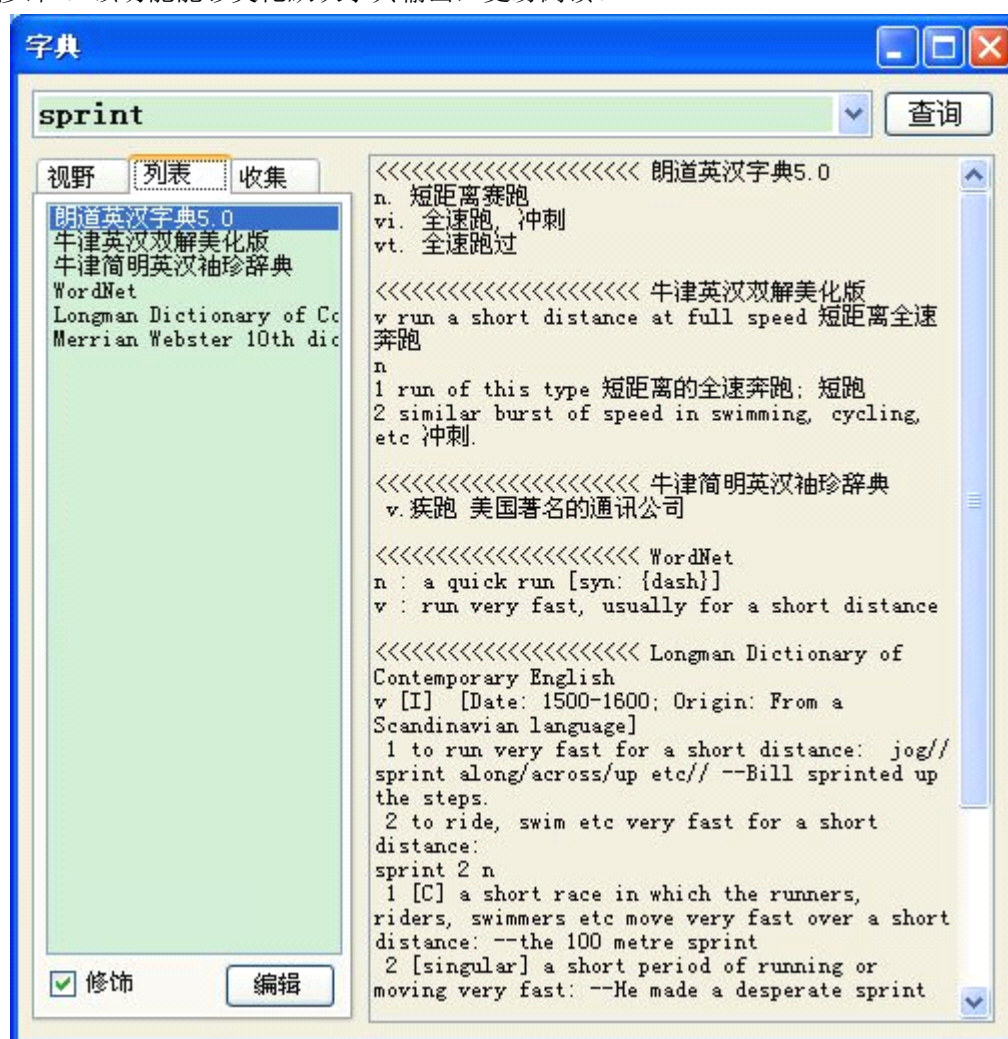 字典
sprint
查询
视野
列表
收集
朗道英汉字典5.0
牛津英汉双解美化版
牛津简明英汉袖珍辞典
WordNet
Longman Dictionary of Co
Merrian Webster 10th dic
修饰
编辑
<<<<<<<<<<<<<<<<<<<<<< 朗道英汉字典5.0
n. 短距离赛跑
vi. 全速跑, 冲刺
vt. 全速跑过
<<<<<<<<<<<<<<<<<<<<<< 牛津英汉双解美化版
v run a short distance at full speed 短距离全速
奔跑
n
1 run of this type 短距离的全速奔跑; 短跑
2 similar burst of speed in swimming, cycling,
etc 冲刺.
<<<<<<<<<<<<<<<<<<<<<< 牛津简明英汉袖珍辞典
v.疾跑 美国著名的通讯公司
<<<<<<<<<<<<<<<<<<<<<< WordNet
n : a quick run [syn: {dash}]
v : run very fast, usually for a short distance
<<<<<<<<<<<<<<<<<<<<<< Longman Dictionary of
Contemporary English
v [I] [Date: 1500-1600; Origin: From a
Scandinavian language]
1 to run very fast for a short distance: jog//
sprint along/across/up etc// --Bill sprinted up
the steps.
2 to ride, swim etc very fast for a short
distance:
sprint 2 n
1 [C] a short race in which the runners,
riders, swimmers etc move very fast over a short
distance: --the 100 metre sprint
2 [singular] a short period of running or
moving very fast: --He made a desperate sprint